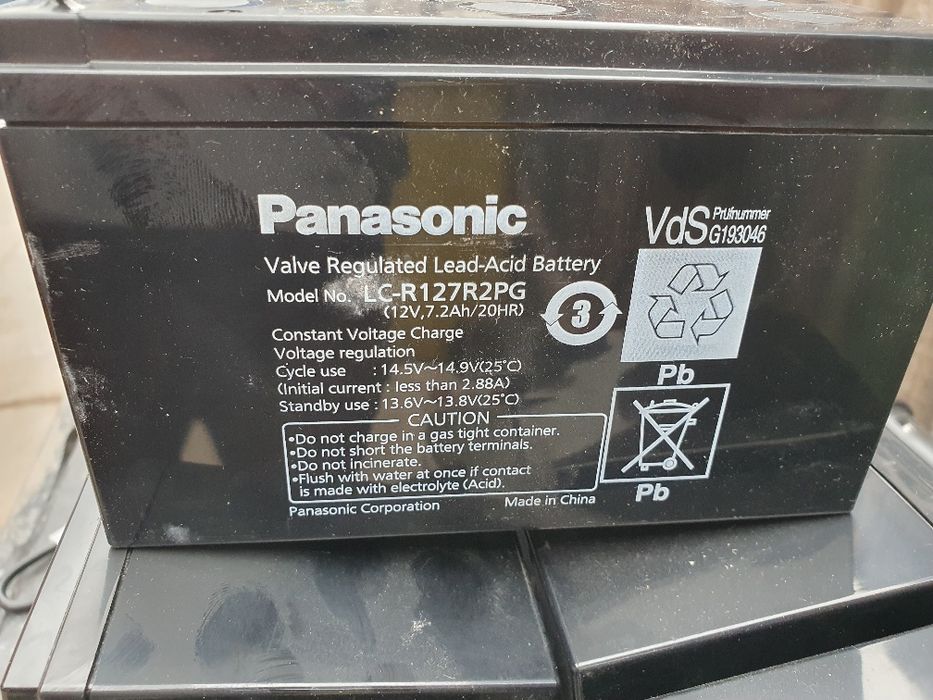 Panasonic
VdS Prüfnummer
G193046
Valve Regulated Lead-Acid Battery
Model No. LC-R127R2PG
(12V,7.2Ah/20HR)
3
Constant Voltage Charge
Voltage regulation
Cycle use : 14.5V~14.9V(25°C)
(Initial current : less than 2.88A)
Standby use : 13.6V~13.8V(25°C)
Pb
CAUTION
•Do not charge in a gas tight container.
•Do not short the battery terminals.
•Do not incinerate.
•Flush with water at once if contact
is made with electrolyte (Acid).
Pb
Panasonic Corporation Made in China